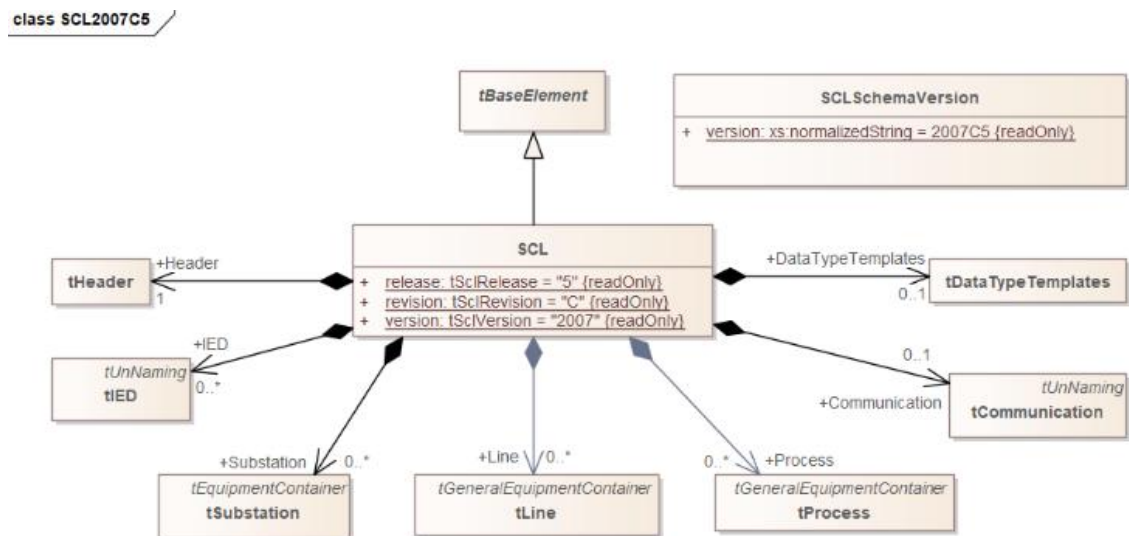 class SCL2007C5
tBaseElement
SCLSchemaVersion
+ version: xs:normalizedString = 2007C5 {readOnly}
SCL
+ release: tSclRelease = "5" {readOnly}
+ revision: tSclRevision = "C" {readOnly}
+ version: tSclVersion = "2007" {readOnly}
+Header
1
tHeader
+DataTypeTemplates
0..1
tDataTypeTemplates
+IED
0..*
tUnNaming
tIED
0..1
+Communication
tUnNaming
tCommunication
+Substation
0..*
tEquipmentContainer
tSubstation
+Line
0..*
tGeneralEquipmentContainer
tLine
0..*
+Process
tGeneralEquipmentContainer
tProcess